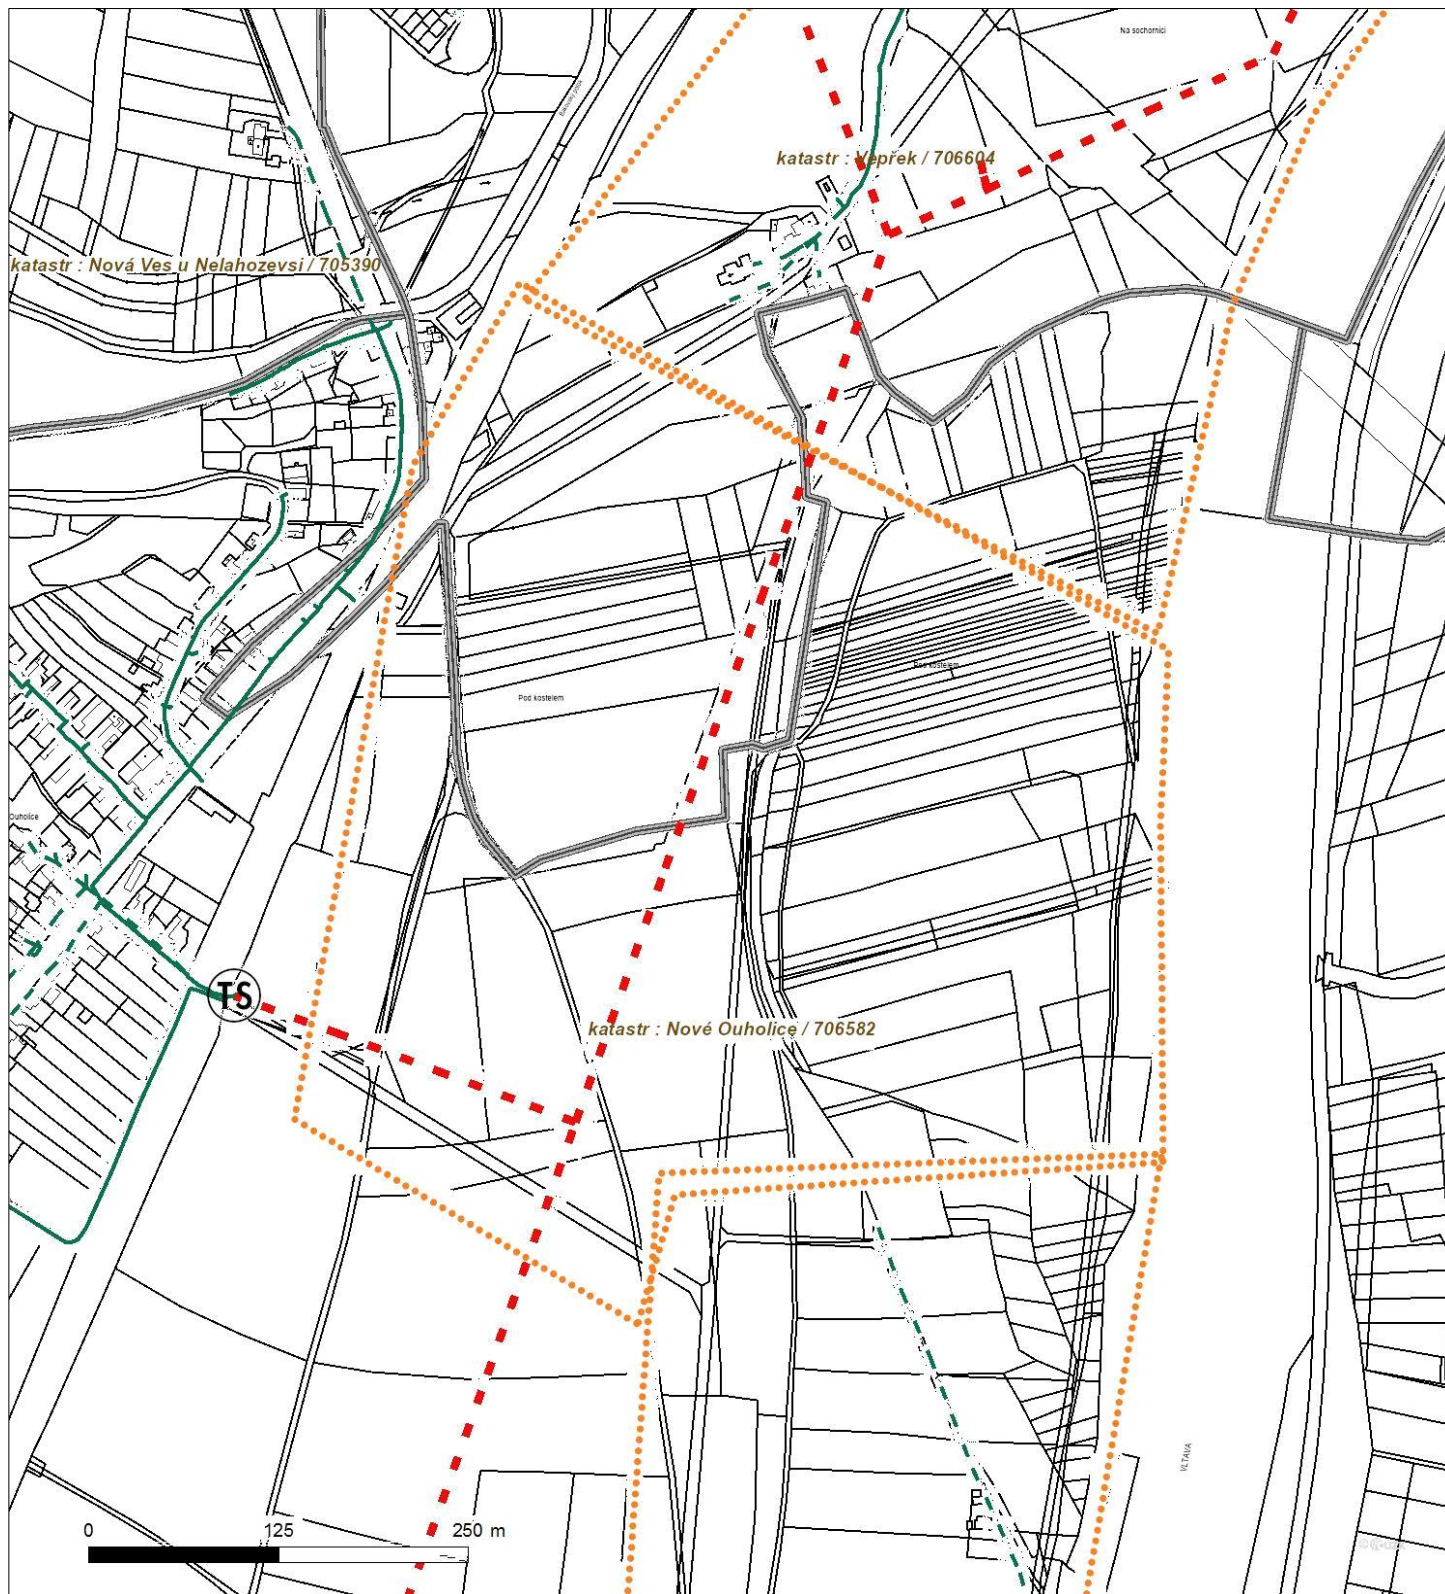 Na sochornici
katastr : Vepřek / 706604
katastr : Nová Ves u Nelahozevsi / 705390
Pod kostelem
Pod kostelem
Ouholice
TS
katastr : Nové Ouholice / 706582
VLTAVA
0 125 250 m